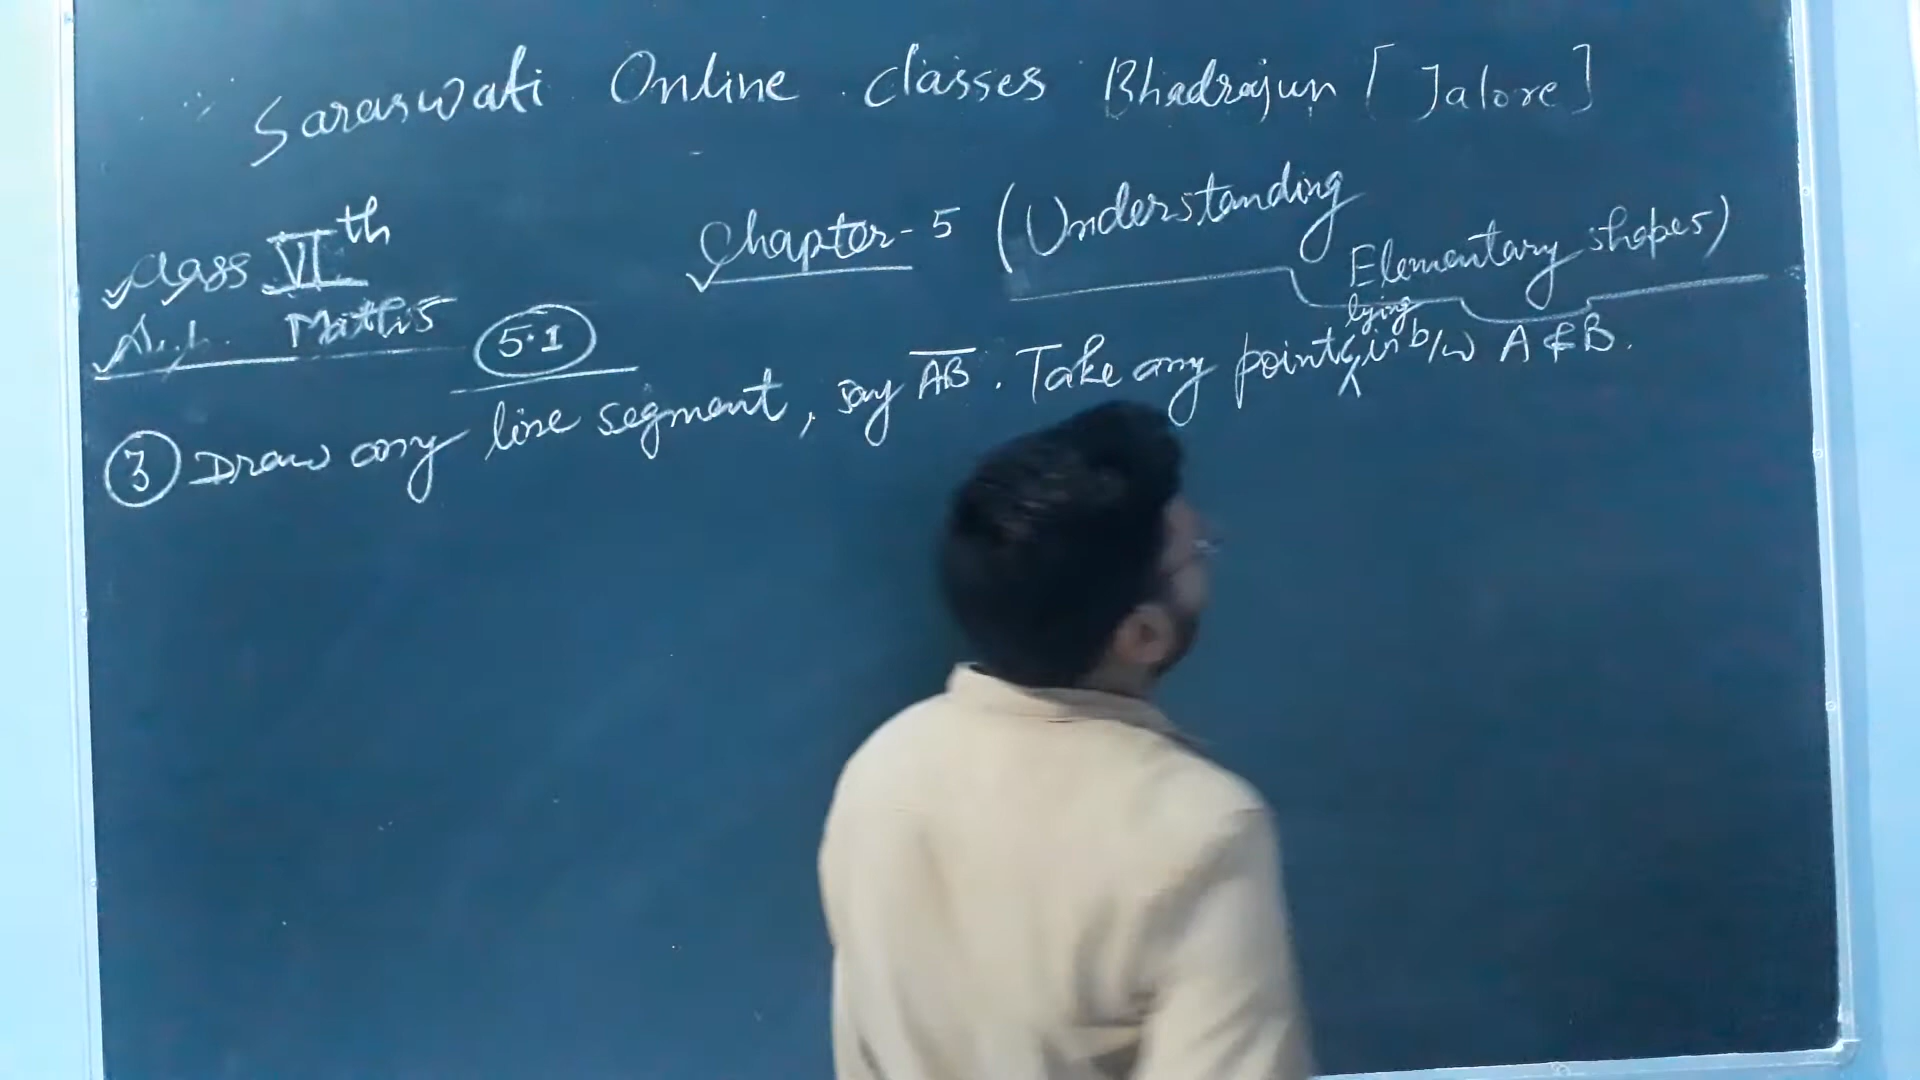 Saraswati Online classes Bhadrajun [Jalore]
Class VIth
Chapter-5 (Understanding
Elementary shapes)
Maths
5.1
lying
③ Draw any line segment, say AB. Take any point, in b/w A & B.